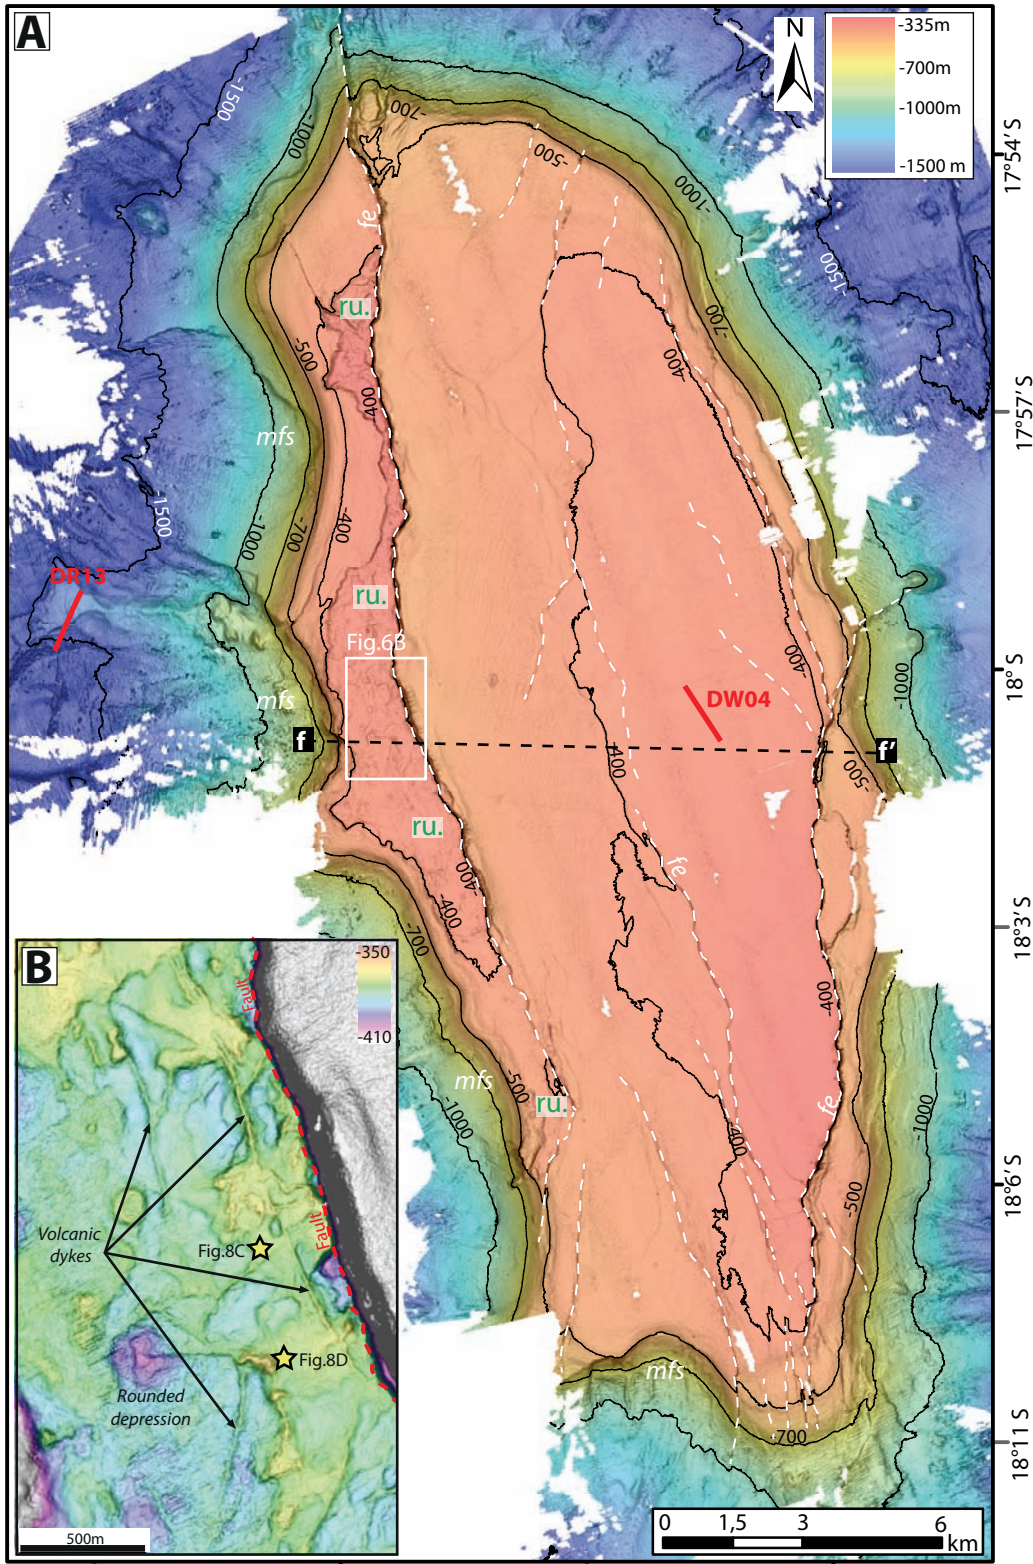 A
N
-335m
-700m
-1000m
-1500 m
17°54' S
17°57' S
18°S
18°3' S
18°6' S
18°11 S
-1500
-1000
-700
-500
-1000
-1500
fe
ru.
-500
400
-700
400
mfs
-400
-1500
-1000
-700
DR13
ru.
Fig.6B
-400
-1000
DW04
mfs
f
f'
400
-500
ru.
-400
fe
-400
-700
-400
mfs
-500
-1000
ru.
fe
-1000
-400
-500
mfs
-700
B
-350
-410
Fault
Volcanic
dykes
Fault
Fig.8C
Fig.8D
Rounded
depression
500m
0 1,5 3 6
km